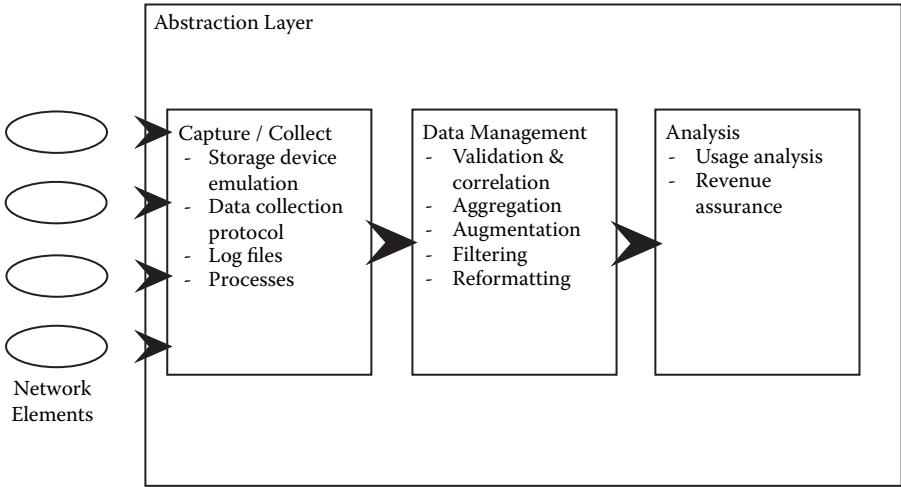 Abstraction Layer
Capture / Collect
- Storage device
emulation
- Data collection
protocol
- Log files
- Processes
Data Management
- Validation &
correlation
- Aggregation
- Augmentation
- Filtering
- Reformatting
Analysis
- Usage analysis
- Revenue
assurance
Network
Elements